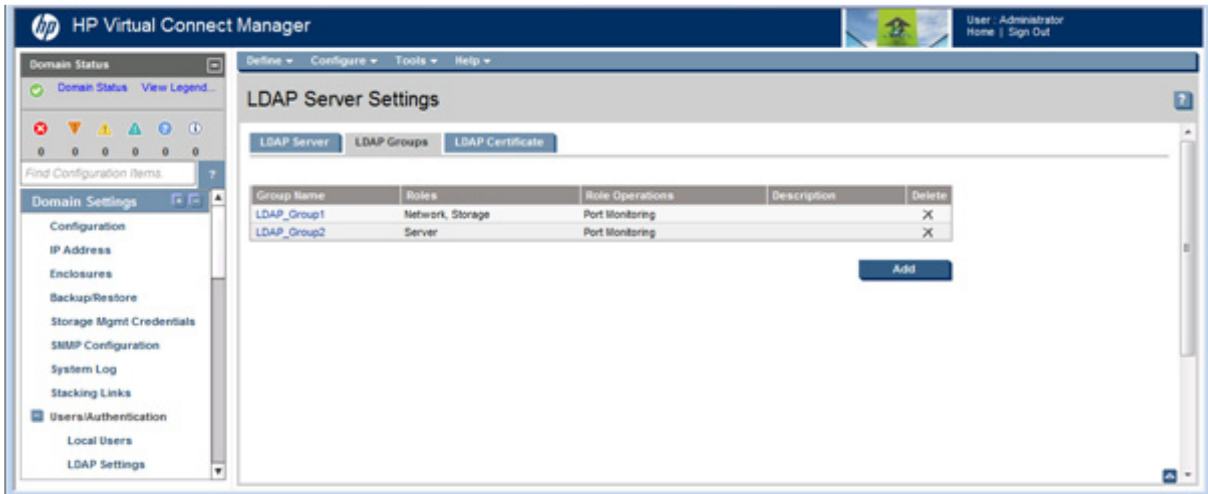 hp HP Virtual Connect Manager
User : Administrator
Home | Sign Out
Domain Status
Domain Status View Legend...
0 0 0 0 0 0
Find Configuration Items. ?
Domain Settings
Configuration
IP Address
Enclosures
Backup/Restore
Storage Mgmt Credentials
SNMP Configuration
System Log
Stacking Links
Users/Authentication
Local Users
LDAP Settings
Define Configure Tools Help
LDAP Server Settings ?
LDAP Server LDAP Groups LDAP Certificate
Group Name Roles Role Operations Description Delete
LDAP_Group1 Network, Storage Port Monitoring X
LDAP_Group2 Server Port Monitoring X
Add